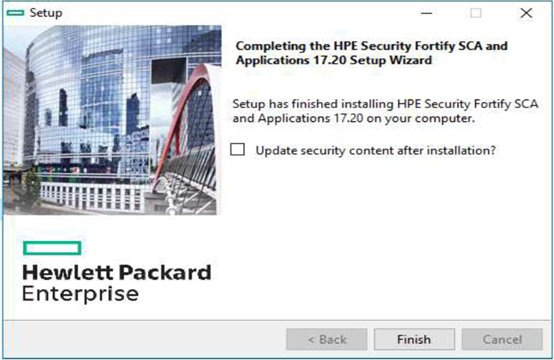 Setup
Completing the HPE Security Fortify SCA and
Applications 17.20 Setup Wizard
Setup has finished installing HPE Security Fortify SCA
and Applications 17.20 on your computer.
Update security content after installation?
Hewlett Packard
Enterprise
< Back
Finish
Cancel